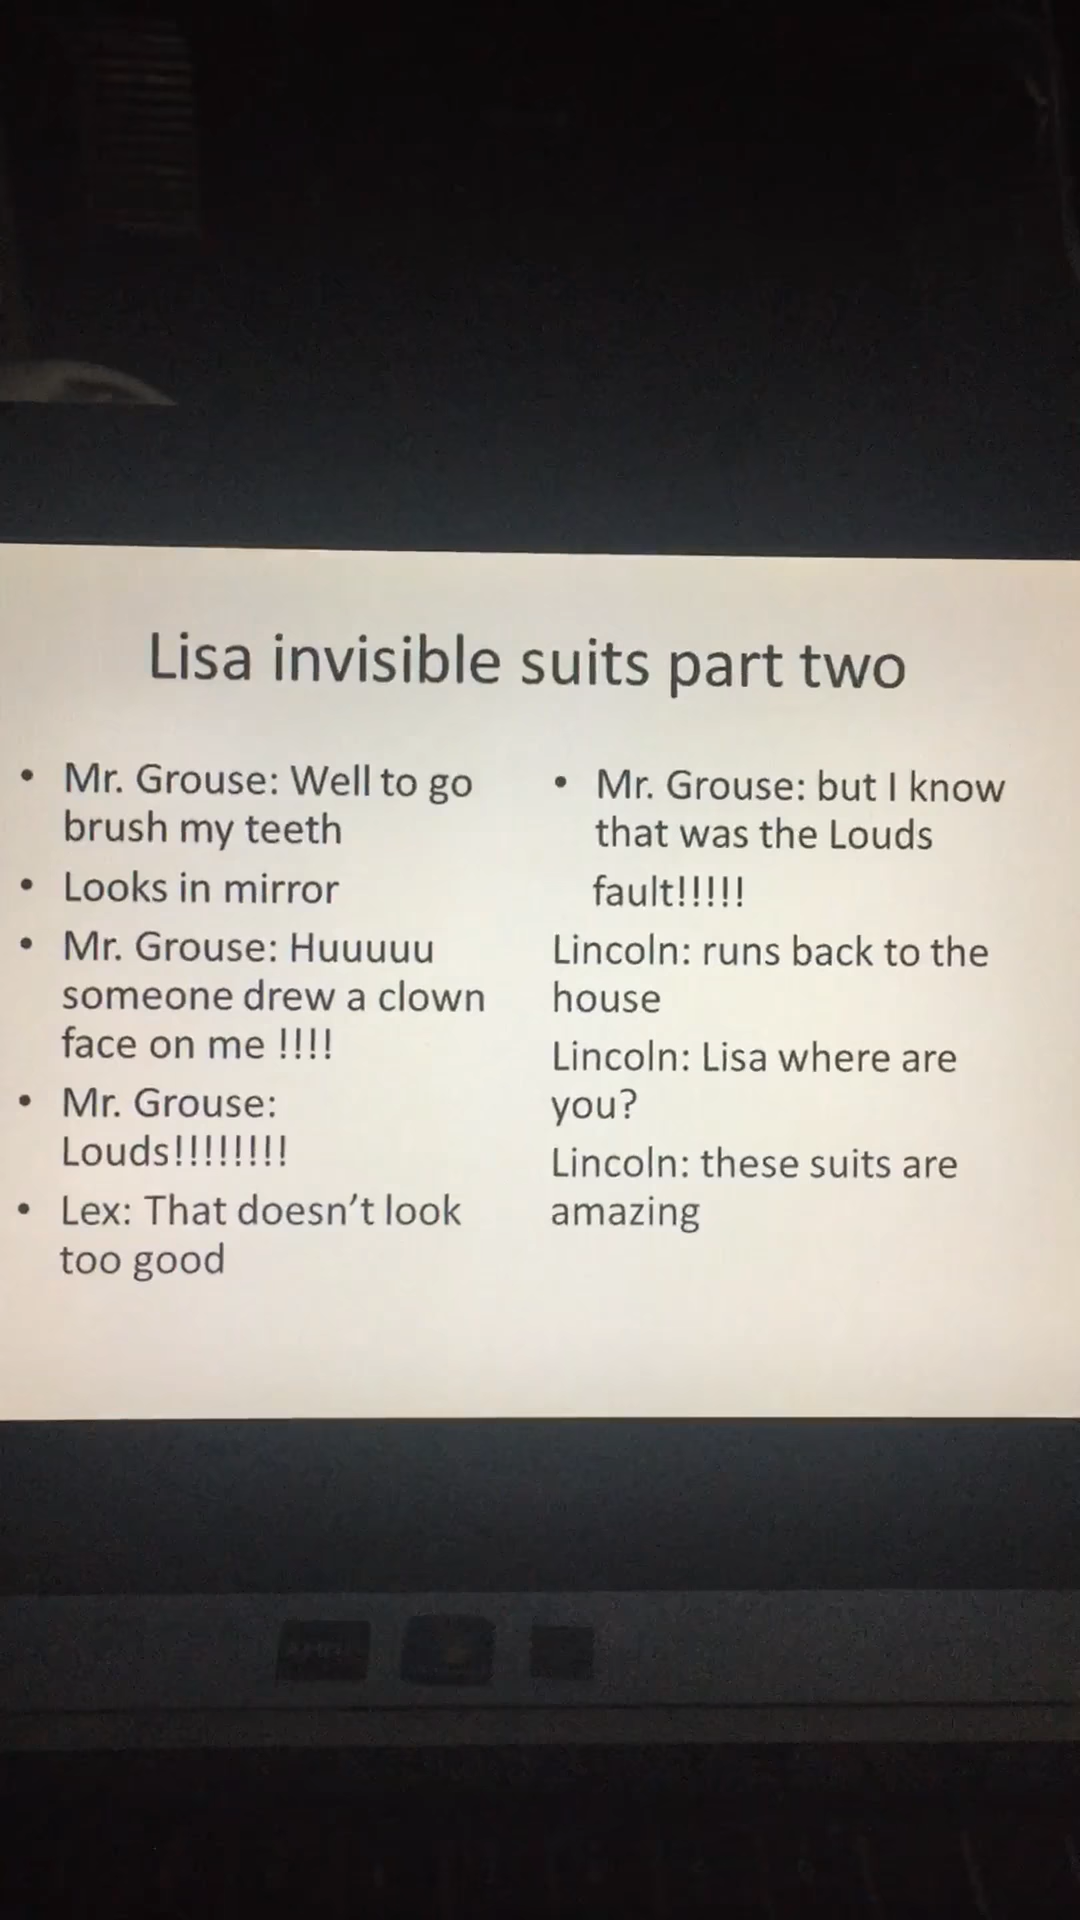 Lisa invisible suits part two
• Mr. Grouse: Well to go
brush my teeth
• Looks in mirror
• Mr. Grouse: Huuuuu
someone drew a clown
face on me !!!!
• Mr. Grouse:
Louds!!!!!!!!
• Lex: That doesn't look
too good
• Mr. Grouse: but I know
that was the Louds
fault!!!!!
Lincoln: runs back to the
house
Lincoln: Lisa where are
you?
Lincoln: these suits are
amazing